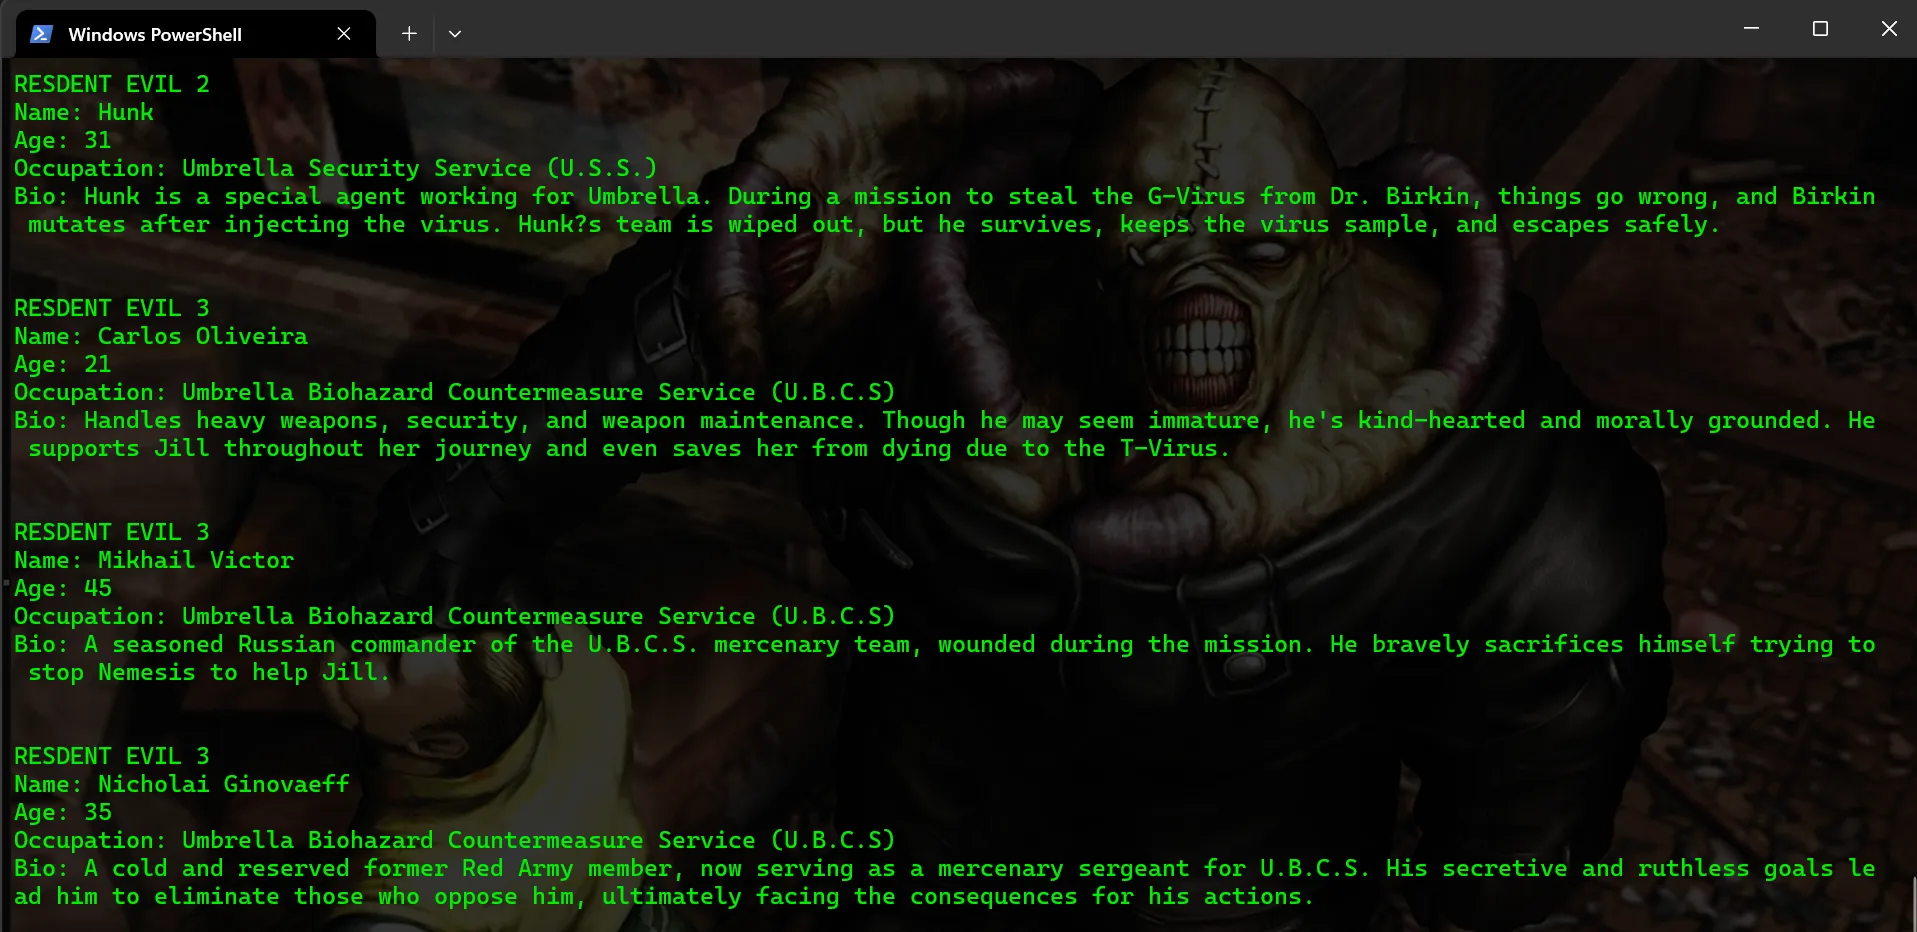 Windows PowerShell
RESDENT EVIL 2
Name: Hunk
Age: 31
Occupation: Umbrella Security Service (U.S.S.)
Bio: Hunk is a special agent working for Umbrella. During a mission to steal the G-Virus from Dr. Birkin, things go wrong, and Birkin
mutates after injecting the virus. Hunk?s team is wiped out, but he survives, keeps the virus sample, and escapes safely.
RESDENT EVIL 3
Name: Carlos Oliveira
Age: 21
Occupation: Umbrella Biohazard Countermeasure Service (U.B.C.S)
Bio: Handles heavy weapons, security, and weapon maintenance. Though he may seem immature, he's kind-hearted and morally grounded. He
supports Jill throughout her journey and even saves her from dying due to the T-Virus.
RESDENT EVIL 3
Name: Mikhail Victor
Age: 45
Occupation: Umbrella Biohazard Countermeasure Service (U.B.C.S)
Bio: A seasoned Russian commander of the U.B.C.S. mercenary team, wounded during the mission. He bravely sacrifices himself trying to
stop Nemesis to help Jill.
RESDENT EVIL 3
Name: Nicholai Ginovaeff
Age: 35
Occupation: Umbrella Biohazard Countermeasure Service (U.B.C.S)
Bio: A cold and reserved former Red Army member, now serving as a mercenary sergeant for U.B.C.S. His secretive and ruthless goals le
ad him to eliminate those who oppose him, ultimately facing the consequences for his actions.